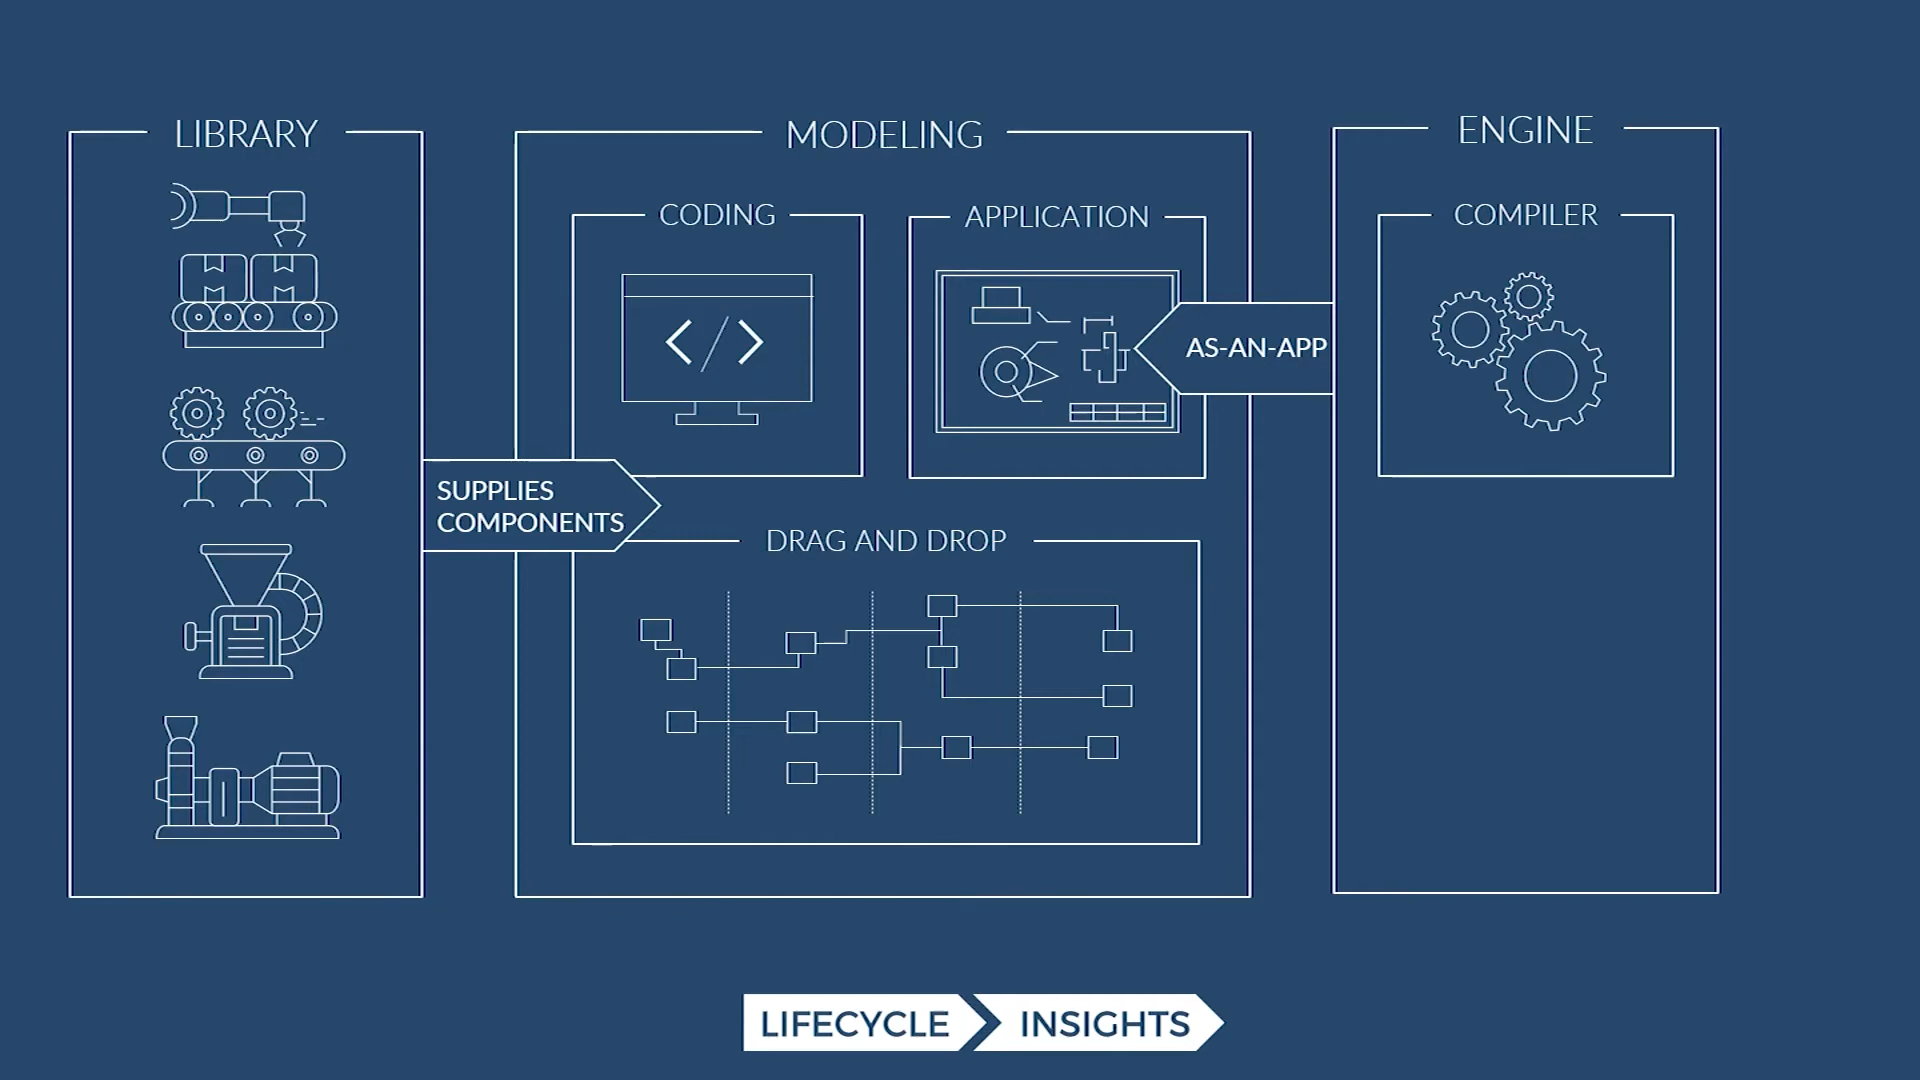 LIBRARY
MODELING
ENGINE
CODING
APPLICATION
COMPILER
AS-AN-APP
SUPPLIES
COMPONENTS
DRAG AND DROP
LIFECYCLE INSIGHTS